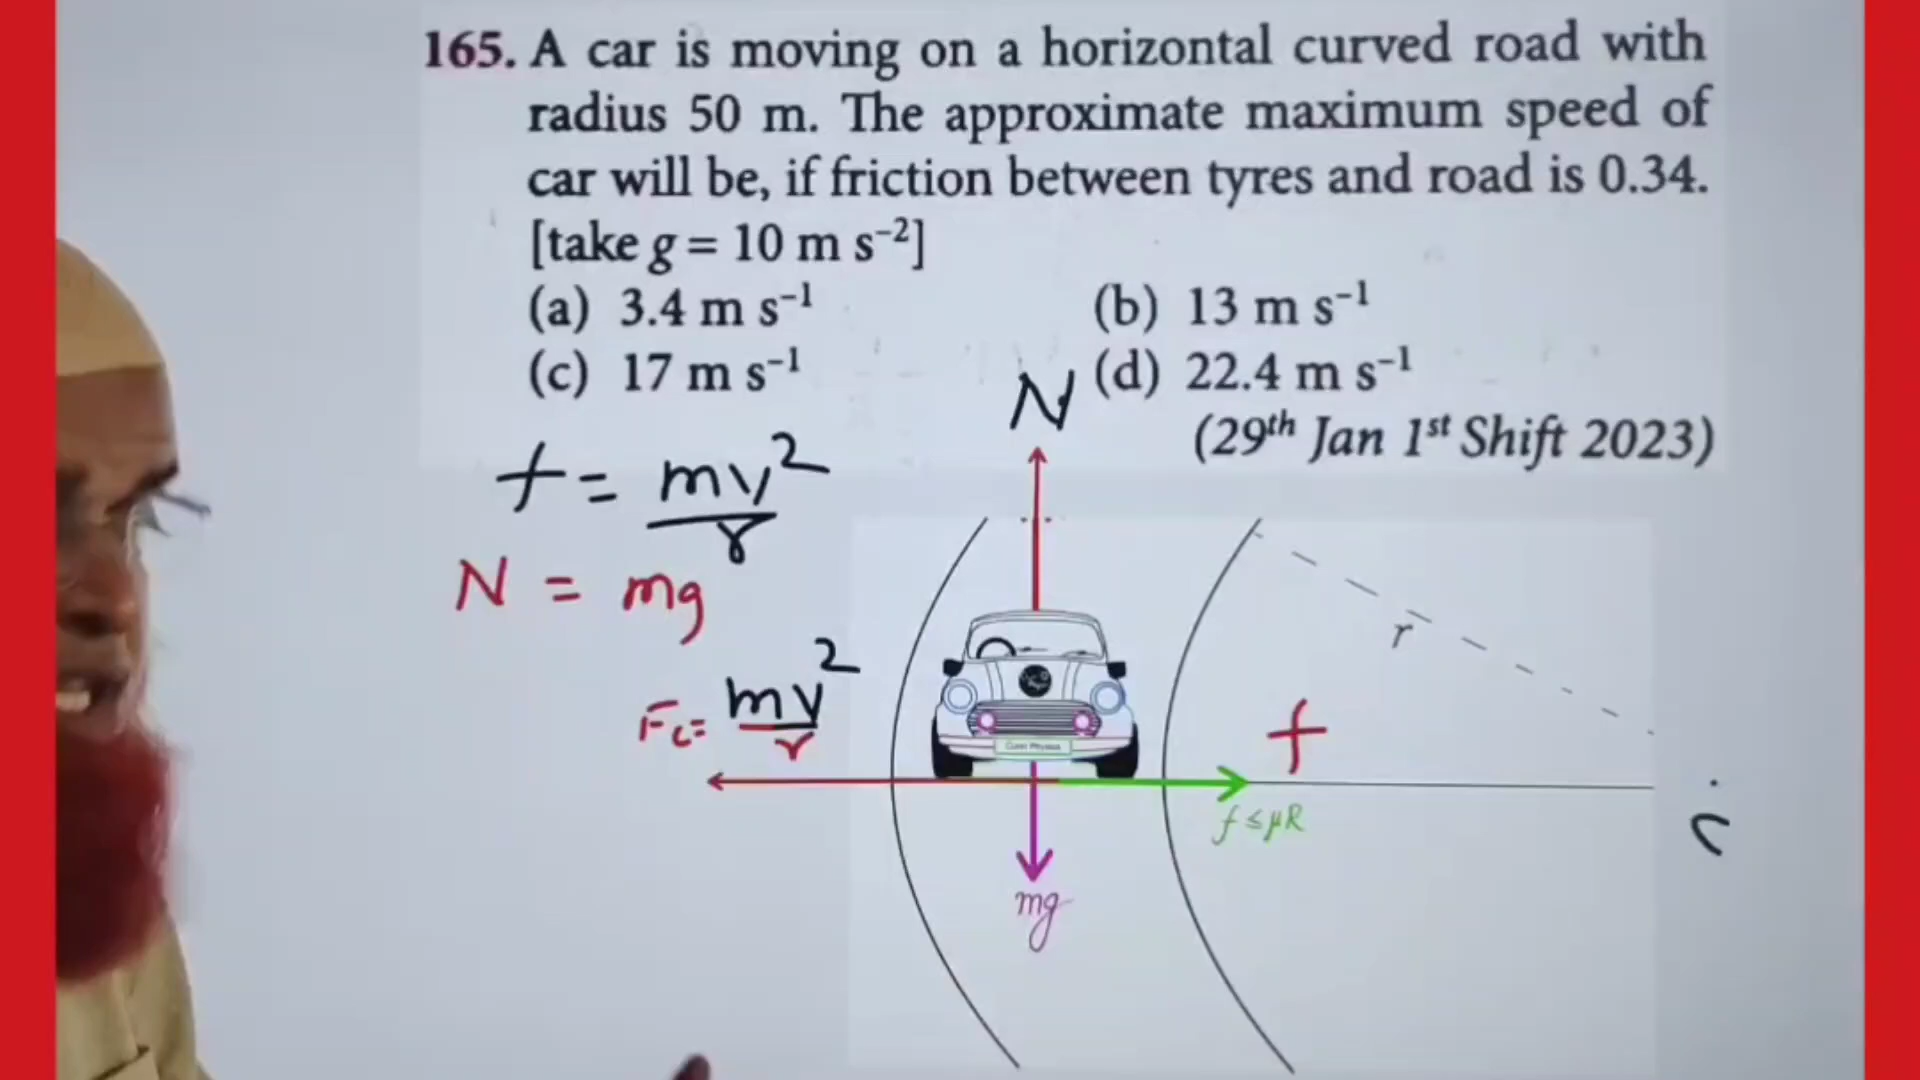 165. A car is moving on a horizontal curved road with
radius 50 m. The approximate maximum speed of
car will be, if friction between tyres and road is 0.34.
[take g = 10 m s⁻²]
(a) 3.4 m s⁻¹ (b) 13 m s⁻¹
(c) 17 m s⁻¹ (d) 22.4 m s⁻¹
(29th Jan 1st Shift 2023)
N
f = mv²/r
N = mg
r
Fc = mv²/r
f
f ≤ μR
mg